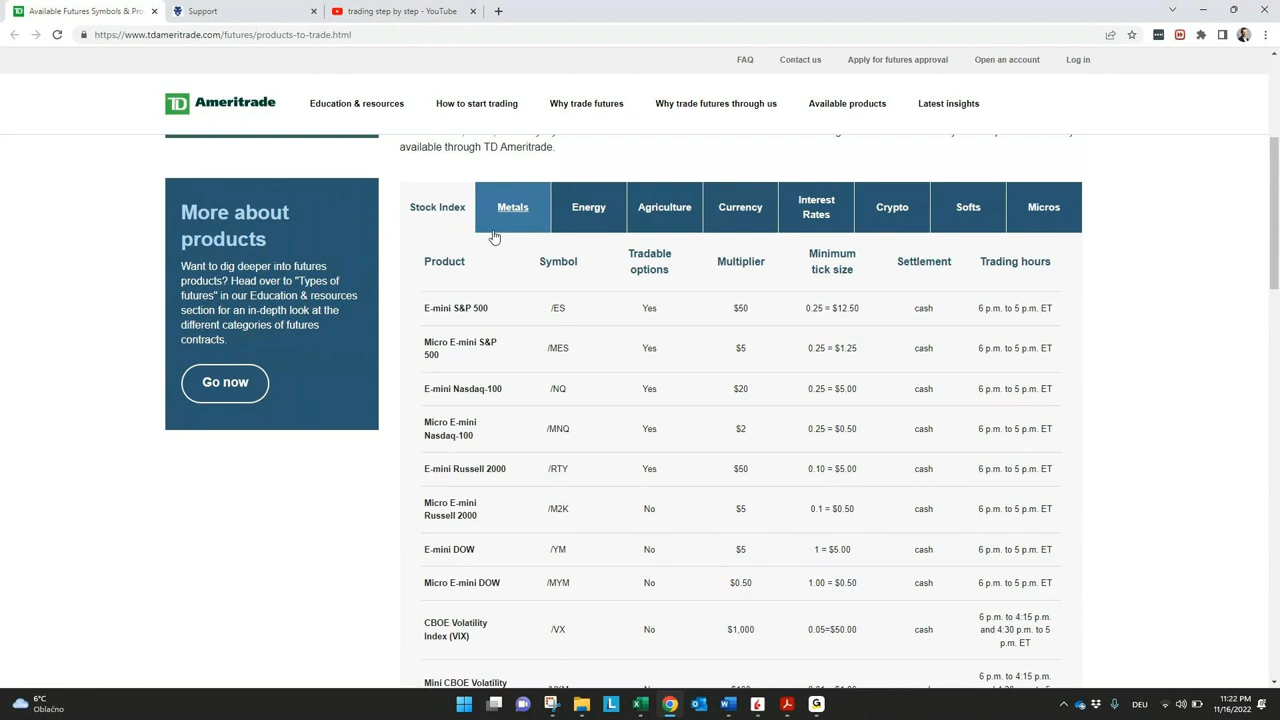 Available Futures Symbols & Pro
Support
trading step by step - YouTube
https://www.tdameritrade.com/futures/products-to-trade.html
FAQ Contact us Apply for futures approval Open an account Log in
TD Ameritrade
Education & resources How to start trading Why trade futures Why trade futures through us Available products Latest insights
available through TD Ameritrade.
More about
products
Want to dig deeper into futures
products? Head over to "Types of
futures" in our Education & resources
section for an in-depth look at the
different categories of futures
contracts.
Go now
Stock Index Metals Energy Agriculture Currency Interest Rates Crypto Softs Micros
Product Symbol Tradable options Multiplier Minimum tick size Settlement Trading hours
E-mini S&P 500 /ES Yes $50 0.25 = $12.50 cash 6 p.m. to 5 p.m. ET
Micro E-mini S&P 500 /MES Yes $5 0.25 = $1.25 cash 6 p.m. to 5 p.m. ET
E-mini Nasdaq-100 /NQ Yes $20 0.25 = $5.00 cash 6 p.m. to 5 p.m. ET
Micro E-mini Nasdaq-100 /MNQ Yes $2 0.25 = $0.50 cash 6 p.m. to 5 p.m. ET
E-mini Russell 2000 /RTY Yes $50 0.10 = $5.00 cash 6 p.m. to 5 p.m. ET
Micro E-mini Russell 2000 /M2K No $5 0.1 = $0.50 cash 6 p.m. to 5 p.m. ET
E-mini DOW /YM No $5 1 = $5.00 cash 6 p.m. to 5 p.m. ET
Micro E-mini DOW /MYM No $0.50 1.00 = $0.50 cash 6 p.m. to 5 p.m. ET
CBOE Volatility Index (VIX) /VX No $1,000 0.05=$50.00 cash 6 p.m. to 4:15 p.m. and 4:30 p.m. to 5 p.m. ET
Mini CBOE Volatility 6 p.m. to 4:15 p.m.
6°C
Oblačno
DEU
11:22 PM
11/16/2022